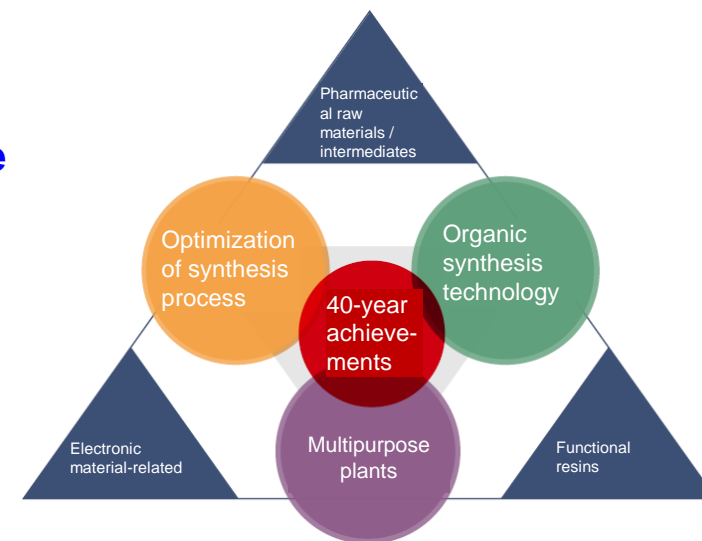 Pharmaceutic
al raw
materials /
intermediates
e
Optimization
of synthesis
process
Organic
synthesis
technology
40-year
achieve-
ments
Electronic
material-related
Multipurpose
plants
Functional
resins